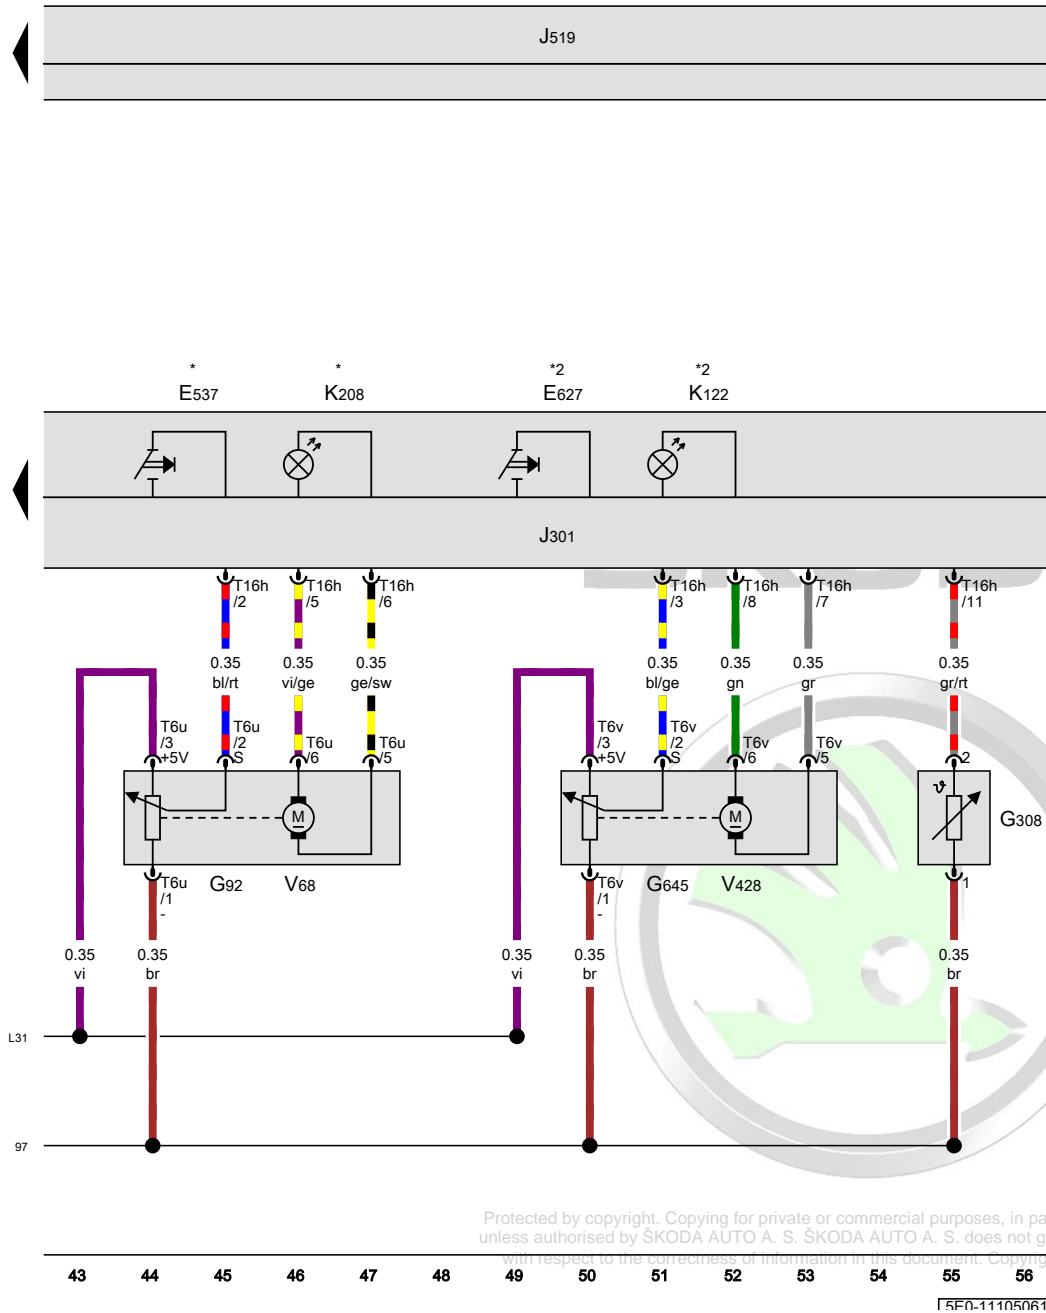 J519
* * *2 *2
E537 K208 E627 K122
J301
T16h T16h T16h T16h T16h T16h T16h
/2 /5 /6 /3 /8 /7 /11
0.35 0.35 0.35 0.35 0.35 0.35 0.35
bl/rt vi/ge ge/sw bl/ge gn gr gr/rt
T6u T6u T6v T6v
/3 /2 T6u T6u /3 /2 T6v T6v
+5V S /6 /5 +5V S /6 /5 2
M M ϑ G308
T6u G92 V68 T6v G645 V428 1
/1 /1
- -
0.35 0.35 0.35 0.35 0.35
vi br vi br br
L31
97
Protected by copyright. Copying for private or commercial purposes, in
unless authorised by ŠKODA AUTO A. S. ŠKODA AUTO A. S. does not
with respect to the correctness of information in this document.
43 44 45 46 47 48 49 50 51 52 53 54 55 56
5E0-11105061